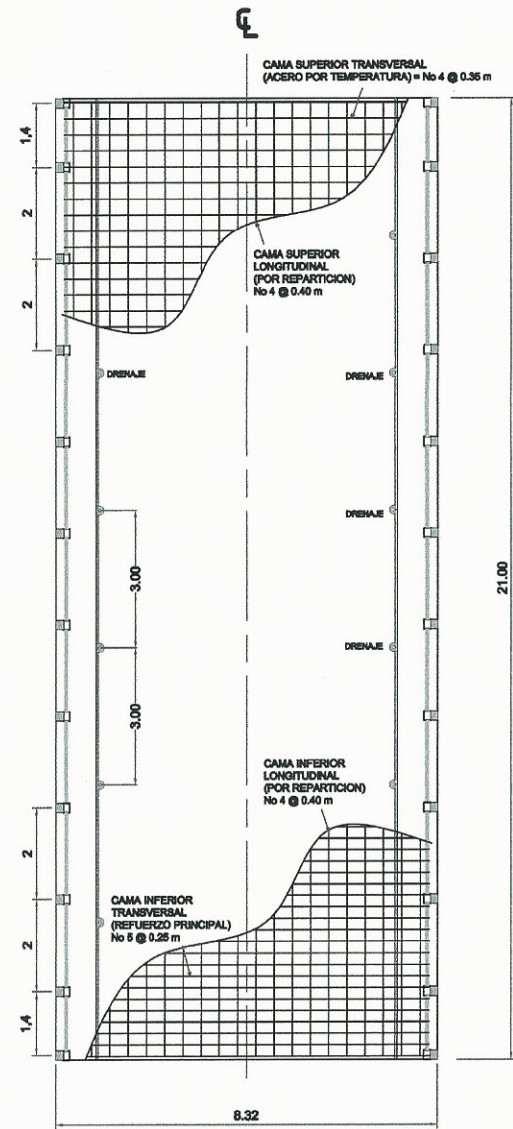 CL
CAMA SUPERIOR TRANSVERSAL
(ACERO POR TEMPERATURA) = No 4 @ 0.35 m
1,4
2
2
CAMA SUPERIOR
LONGITUDINAL
(POR REPARTICION)
No 4 @ 0.40 m
DRENAJE
DRENAJE
DRENAJE
3.00
21.00
DRENAJE
3.00
CAMA INFERIOR
LONGITUDINAL
(POR REPARTICION)
No 4 @ 0.40 m
2
CAMA INFERIOR
TRANSVERSAL
(REFUERZO PRINCIPAL)
No 5 @ 0.25 m
2
1,4
8.32